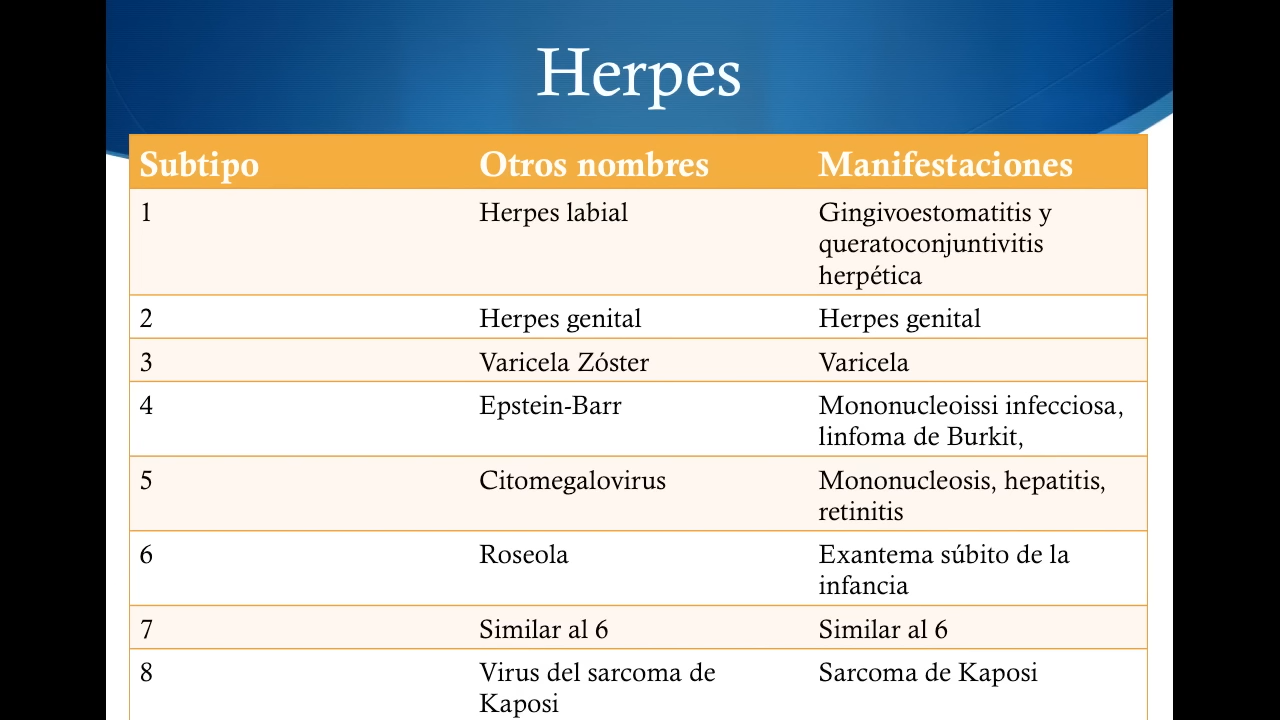 Herpes
Subtipo Otros nombres Manifestaciones
1 Herpes labial Gingivoestomatitis y
queratoconjuntivitis
herpética
2 Herpes genital Herpes genital
3 Varicela Zóster Varicela
4 Epstein-Barr Mononucleoissi infecciosa,
linfoma de Burkit,
5 Citomegalovirus Mononucleosis, hepatitis,
retinitis
6 Roseola Exantema súbito de la
infancia
7 Similar al 6 Similar al 6
8 Virus del sarcoma de Sarcoma de Kaposi
Kaposi